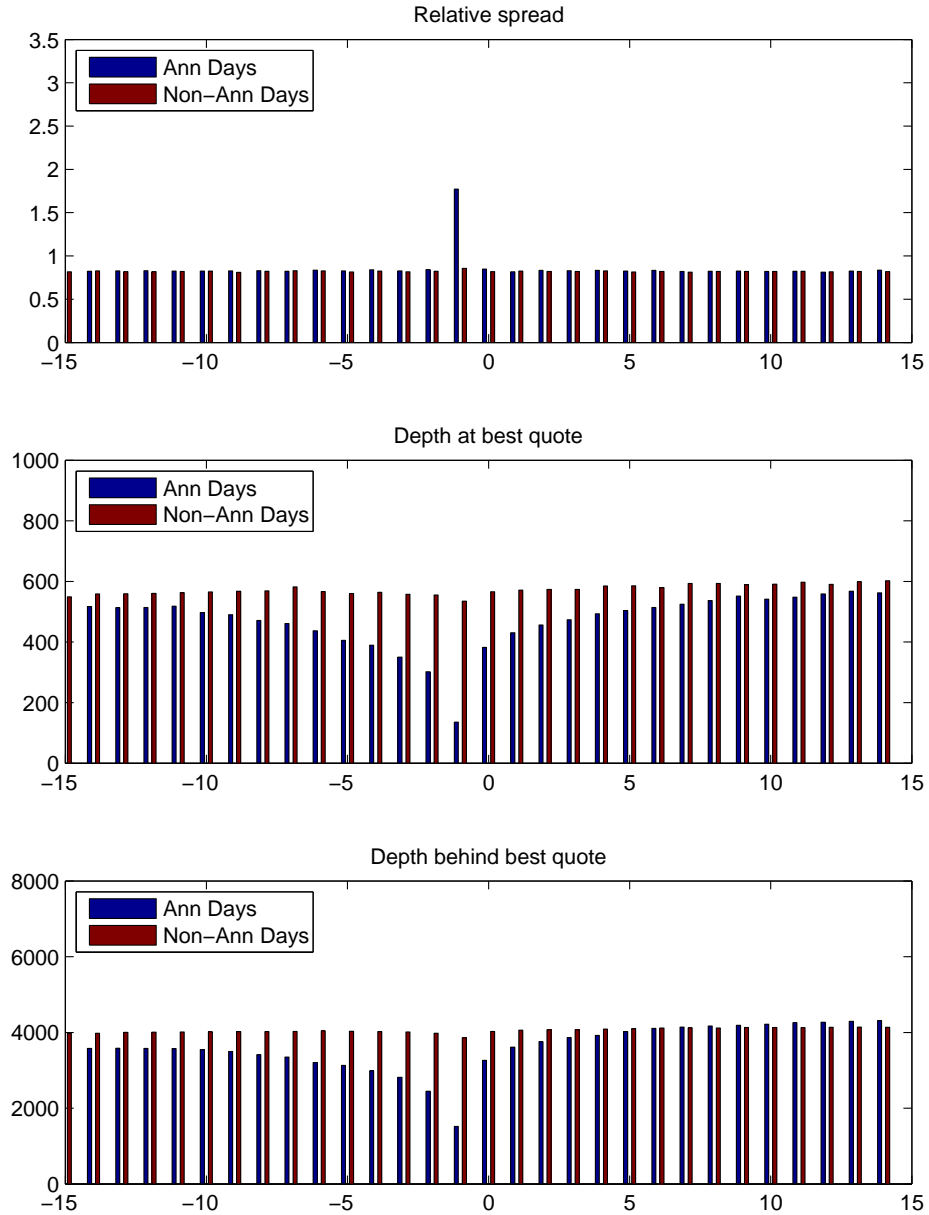 Relative spread
3.5
3
2.5
2
1.5
1
0.5
0
Ann Days
Non−Ann Days
−15 −10 −5 0 5 10 15
Depth at best quote
1000
800
600
400
200
0
Ann Days
Non−Ann Days
−15 −10 −5 0 5 10 15
Depth behind best quote
8000
6000
4000
2000
0
Ann Days
Non−Ann Days
−15 −10 −5 0 5 10 15